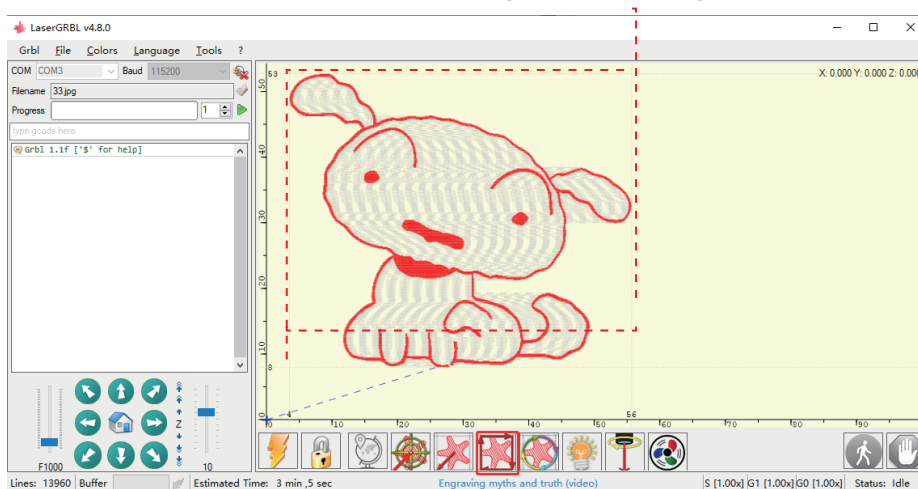 LaserGRBL v4.8.0
Grbl File Colors Language Tools ?
COM COM3 Baud 115200
Filename 33.jpg
Progress 1
type gcode here
Grbl 1.1f ['$' for help]
X: 0.000 Y: 0.000 Z: 0.000
53
50
40
30
20
10
8
0
4
56
0 10 20 30 40 50 60 70 80 90
Z
F1000 10
Lines: 13960 Buffer Estimated Time: 3 min ,5 sec Engraving myths and truth (video) S [1.00x] G1 [1.00x] G0 [1.00x] Status: Idle